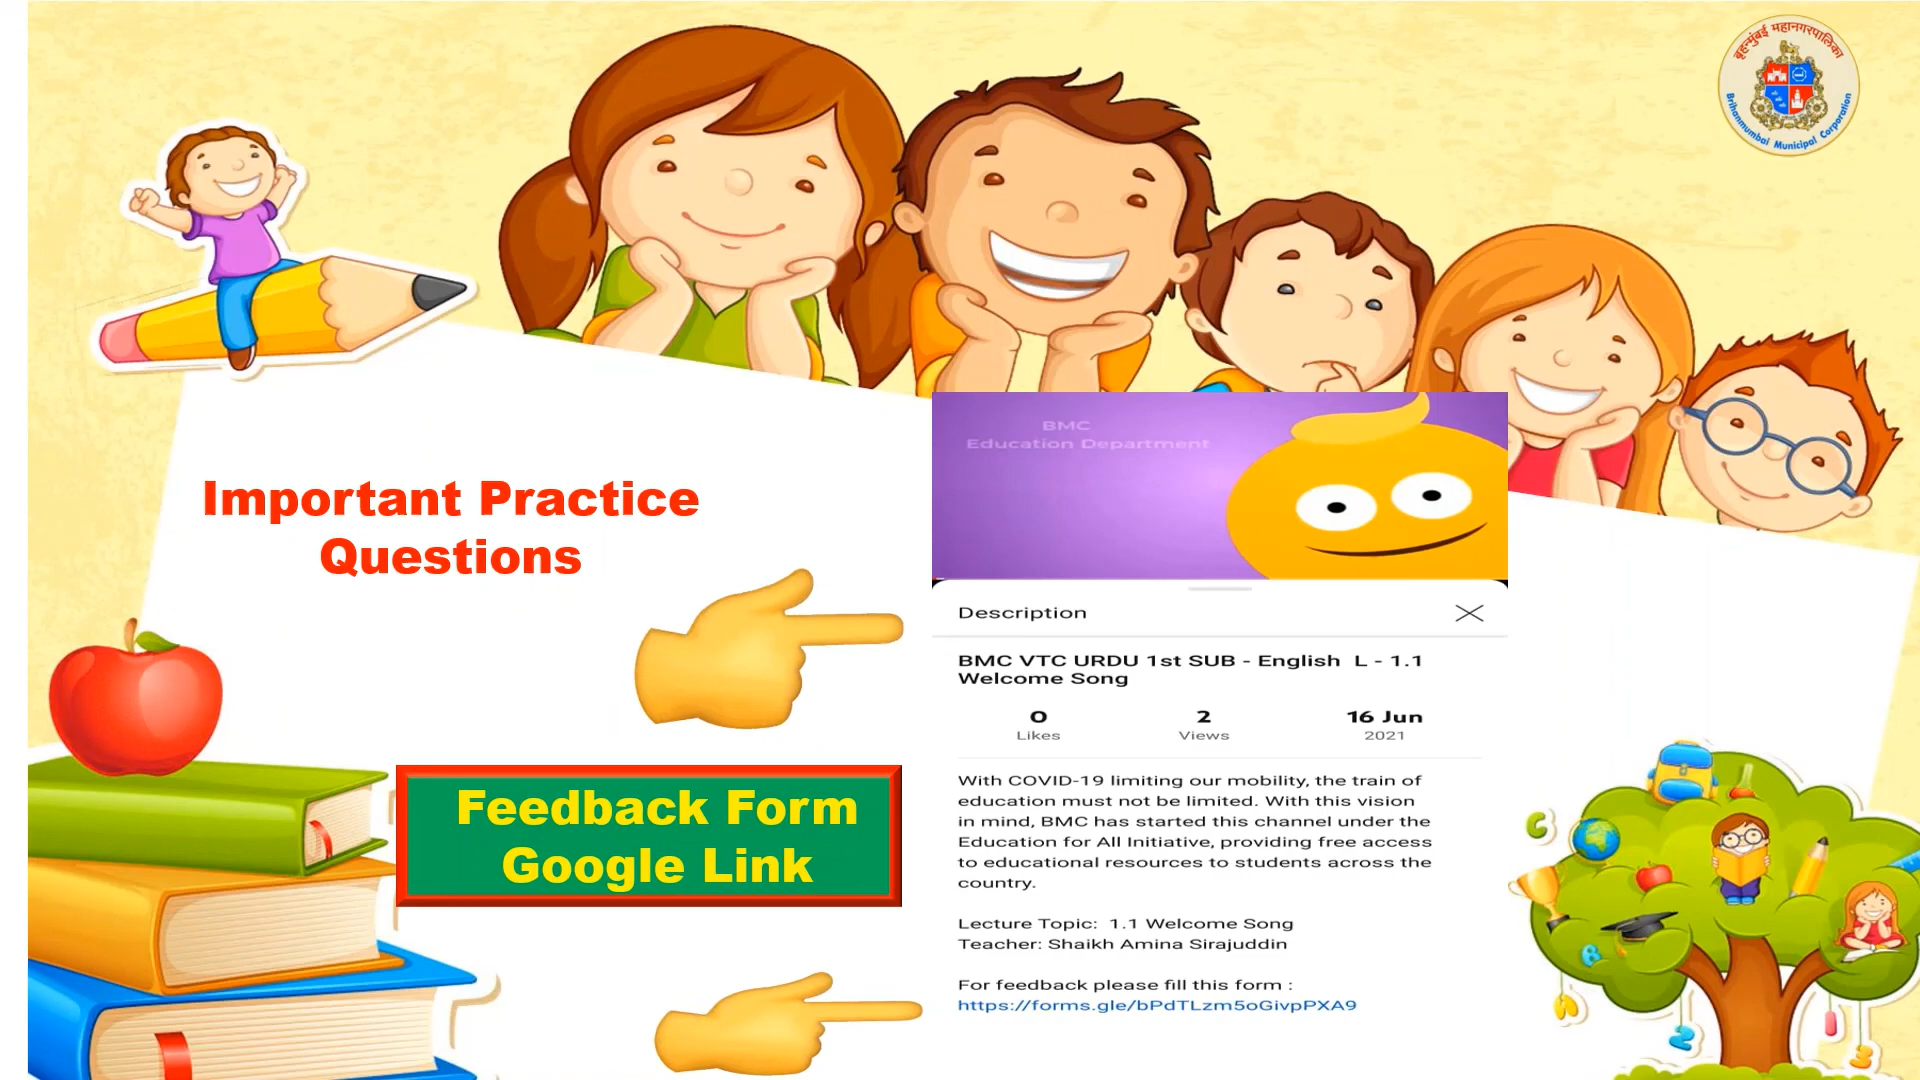 बृहन्मुंबई महानगरपालिका
Brihanmumbai Municipal Corporation
Important Practice
Questions
Feedback Form
Google Link
BMC
Education Department
Description
BMC VTC URDU 1st SUB - English L - 1.1
Welcome Song
0 2 16 Jun
Likes Views 2021
With COVID-19 limiting our mobility, the train of
education must not be limited. With this vision
in mind, BMC has started this channel under the
Education for All Initiative, providing free access
to educational resources to students across the
country.
Lecture Topic: 1.1 Welcome Song
Teacher: Shaikh Amina Sirajuddin
For feedback please fill this form :
https://forms.gle/bPdTLzm5oGivpPXA9